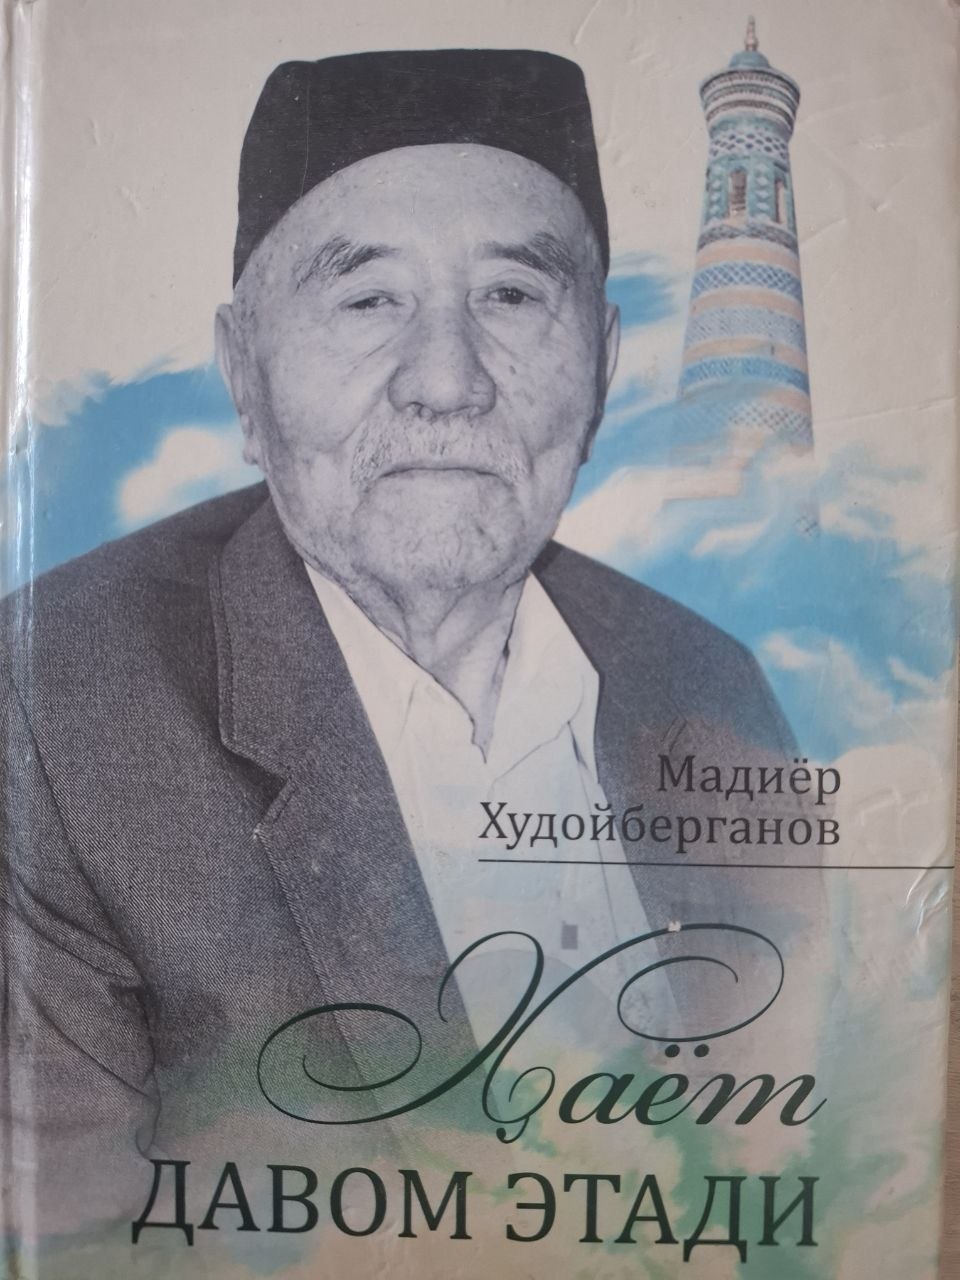 Мадиёр
Худойберганов
Ҳаёт
ДАВОМ ЭТАДИ